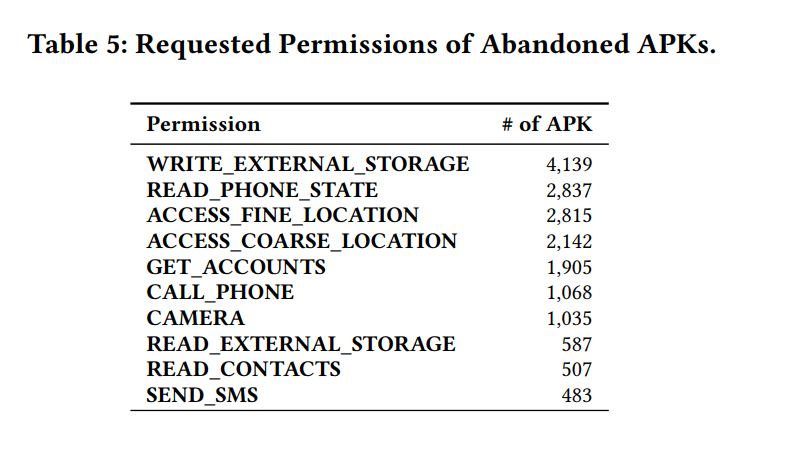 Table 5: Requested Permissions of Abandoned APKs.
Permission # of APK
WRITE_EXTERNAL_STORAGE 4,139
READ_PHONE_STATE 2,837
ACCESS_FINE_LOCATION 2,815
ACCESS_COARSE_LOCATION 2,142
GET_ACCOUNTS 1,905
CALL_PHONE 1,068
CAMERA 1,035
READ_EXTERNAL_STORAGE 587
READ_CONTACTS 507
SEND_SMS 483